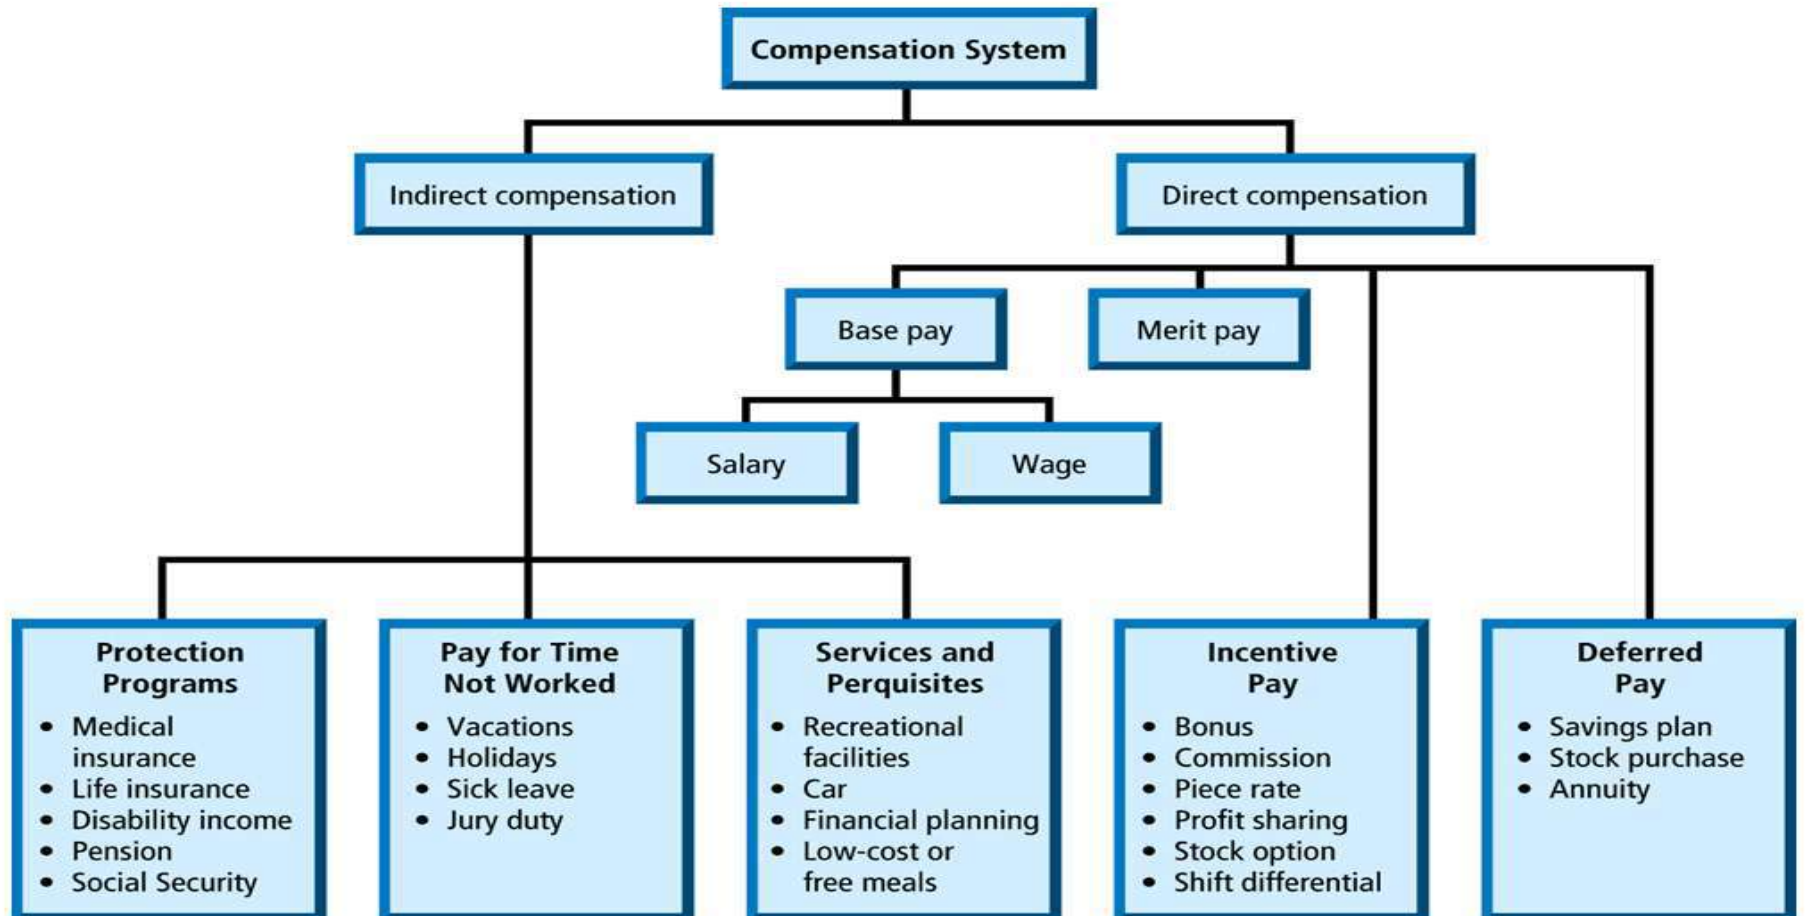 Compensation System
Indirect compensation
Direct compensation
Base pay
Merit pay
Salary
Wage
Protection
Programs
• Medical
insurance
• Life insurance
• Disability income
• Pension
• Social Security
Pay for Time
Not Worked
• Vacations
• Holidays
• Sick leave
• Jury duty
Services and
Perquisites
• Recreational
facilities
• Car
• Financial planning
• Low-cost or
free meals
Incentive
Pay
• Bonus
• Commission
• Piece rate
• Profit sharing
• Stock option
• Shift differential
Deferred
Pay
• Savings plan
• Stock purchase
• Annuity